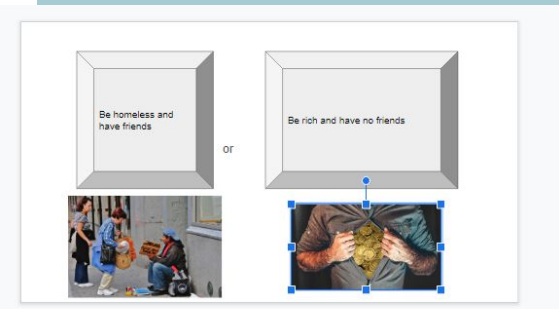 Be homeless and
have friends
or
Be rich and have no friends